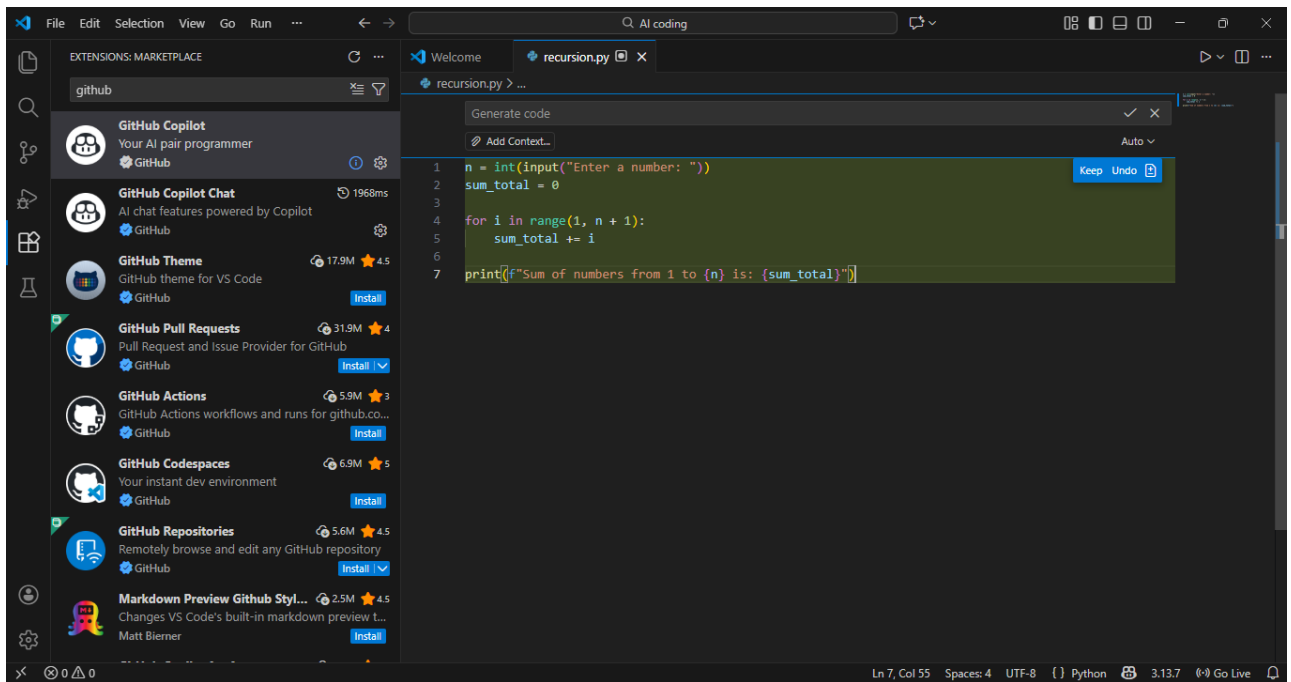 File Edit Selection View Go Run ···
AI coding
EXTENSIONS: MARKETPLACE
github
GitHub Copilot
Your AI pair programmer
GitHub
GitHub Copilot Chat 1968ms
AI chat features powered by Copilot
GitHub
GitHub Theme 17.9M 4.5
GitHub theme for VS Code
GitHub Install
GitHub Pull Requests 31.9M 4
Pull Request and Issue Provider for GitHub
GitHub Install
GitHub Actions 5.9M 3
GitHub Actions workflows and runs for github.co...
GitHub Install
GitHub Codespaces 6.9M 5
Your instant dev environment
GitHub Install
GitHub Repositories 5.6M 4.5
Remotely browse and edit any GitHub repository
GitHub Install
Markdown Preview Github Styl... 2.5M 4.5
Changes VS Code's built-in markdown preview t...
Matt Bierner Install
Welcome recursion.py
recursion.py > ...
Generate code
Add Context... Auto
Keep Undo
1 n = int(input("Enter a number: "))
2 sum_total = 0
3
4 for i in range(1, n + 1):
5     sum_total += i
6
7 print(f"Sum of numbers from 1 to {n} is: {sum_total}")
0 0 Ln 7, Col 55 Spaces: 4 UTF-8 { } Python 3.13.7 Go Live